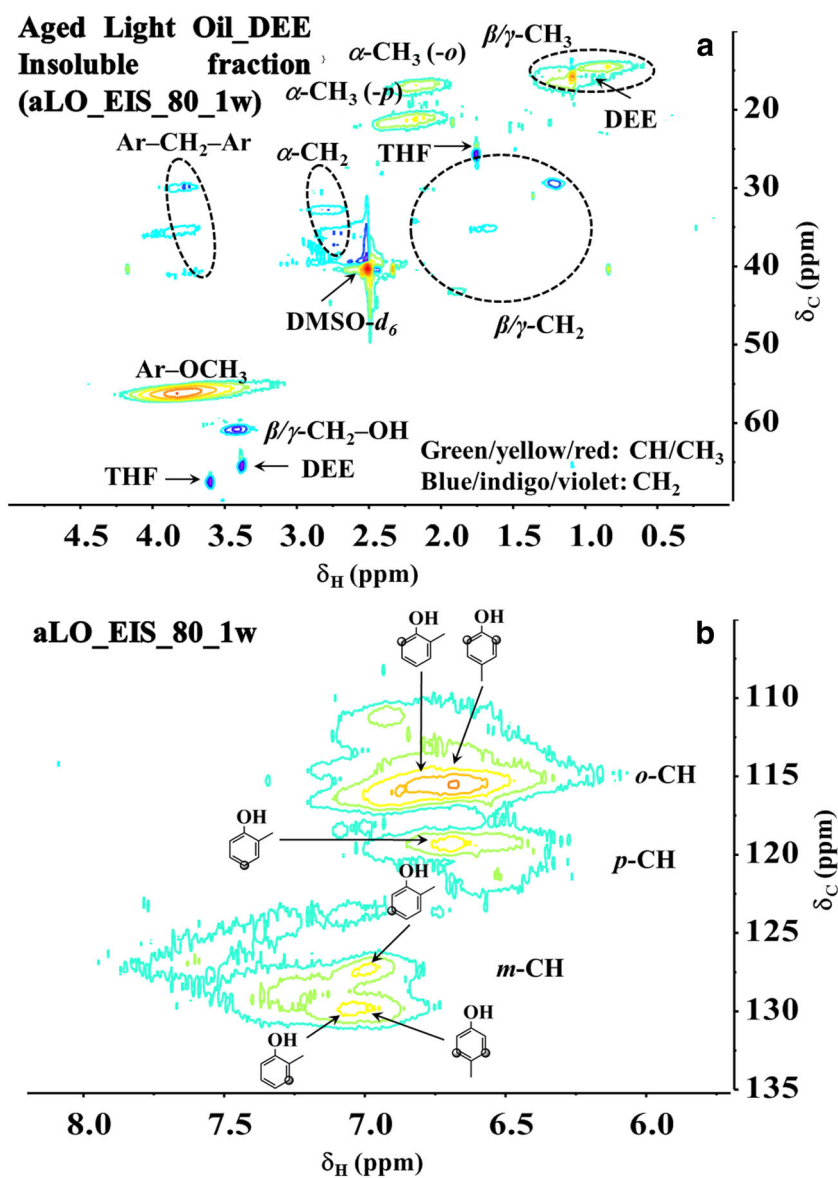 Aged Light Oil_DEE
Insoluble fraction
(aLO_EIS_80_1w)
a
β/γ-CH₃
α-CH₃ (-o)
α-CH₃ (-p)
DEE
Ar–CH₂–Ar
α-CH₂
THF
DMSO-d₆
β/γ-CH₂
Ar–OCH₃
β/γ-CH₂–OH
THF
DEE
Green/yellow/red: CH/CH₃
Blue/indigo/violet: CH₂
20
30
40
50
60
δC (ppm)
4.5 4.0 3.5 3.0 2.5 2.0 1.5 1.0 0.5
δH (ppm)
aLO_EIS_80_1w
b
OH
OH
o-CH
OH
p-CH
OH
m-CH
OH
OH
110
115
120
125
130
135
δC (ppm)
8.0 7.5 7.0 6.5 6.0
δH (ppm)